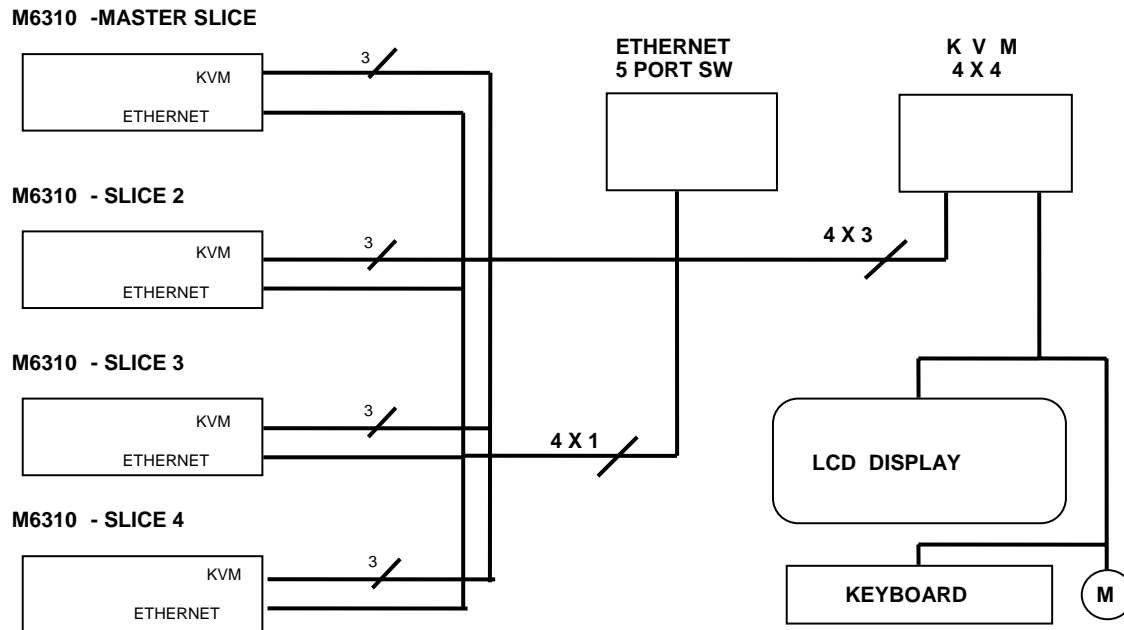 M6310 -MASTER SLICE
KVM
ETHERNET
3
ETHERNET
5 PORT SW
K V M
4 X 4
M6310 - SLICE 2
KVM
ETHERNET
3
4 X 3
M6310 - SLICE 3
KVM
ETHERNET
3
4 X 1
LCD DISPLAY
M6310 - SLICE 4
KVM
ETHERNET
3
KEYBOARD
M